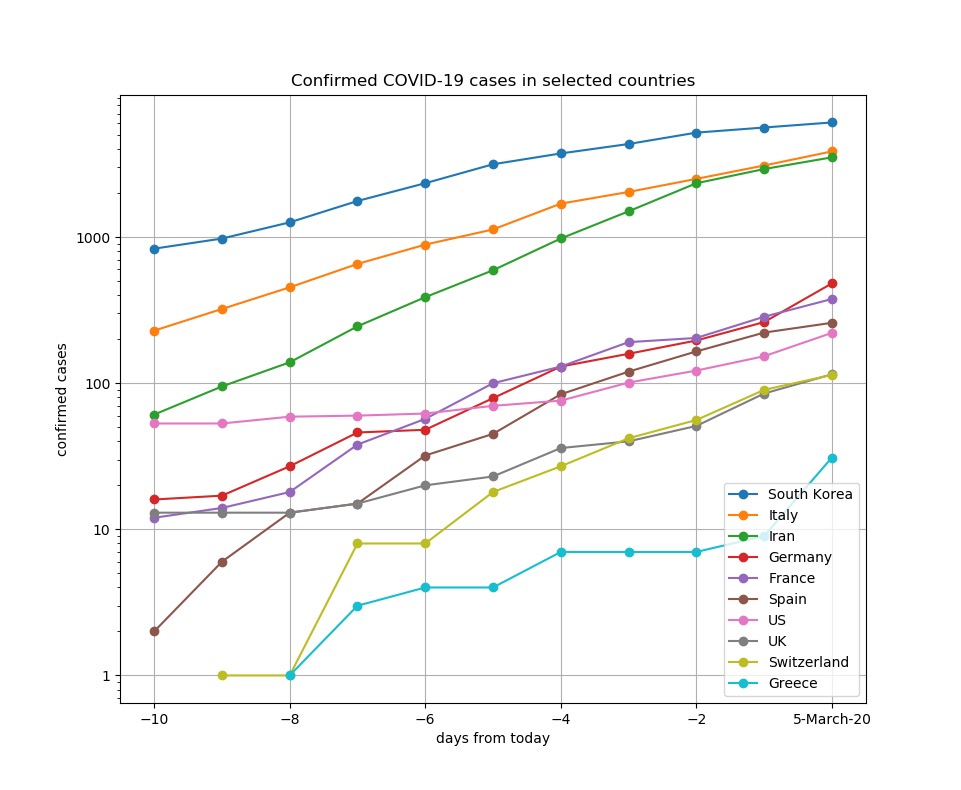 Confirmed COVID-19 cases in selected countries
confirmed cases
1000
100
10
1
South Korea
Italy
Iran
Germany
France
Spain
US
UK
Switzerland
Greece
−10
−8
−6
−4
−2
5-March-20
days from today